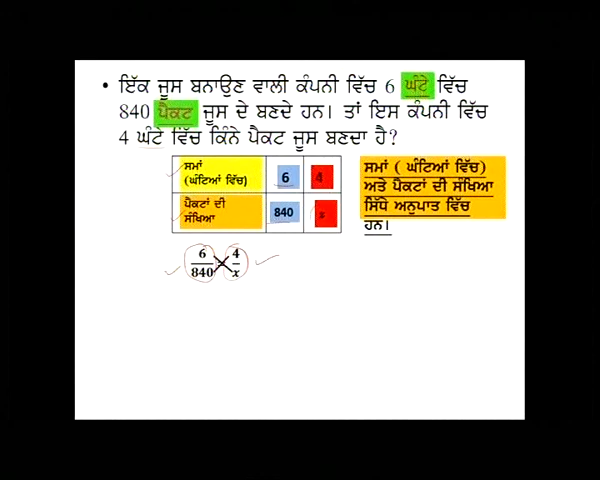 • ਇੱਕ ਜੂਸ ਬਨਾਉਣ ਵਾਲੀ ਕੰਪਨੀ ਵਿੱਚ 6 ਘੰਟੇ ਵਿੱਚ
840 ਪੈਕਟ ਜੂਸ ਦੇ ਬਣਦੇ ਹਨ। ਤਾਂ ਇਸ ਕੰਪਨੀ ਵਿੱਚ
4 ਘੰਟੇ ਵਿੱਚ ਕਿੰਨੇ ਪੈਕਟ ਜੂਸ ਬਣਦਾ ਹੈ?
ਸਮਾਂ
(ਘੰਟਿਆਂ ਵਿੱਚ) 6 4
ਪੈਕਟਾਂ ਦੀ
ਸੰਖਿਆ 840 x
ਸਮਾਂ ( ਘੰਟਿਆਂ ਵਿੱਚ)
ਅਤੇ ਪੈਕਟਾਂ ਦੀ ਸੰਖਿਆ
ਸਿੱਧੇ ਅਨੁਪਾਤ ਵਿੱਚ
ਹਨ।
6 4
840 x